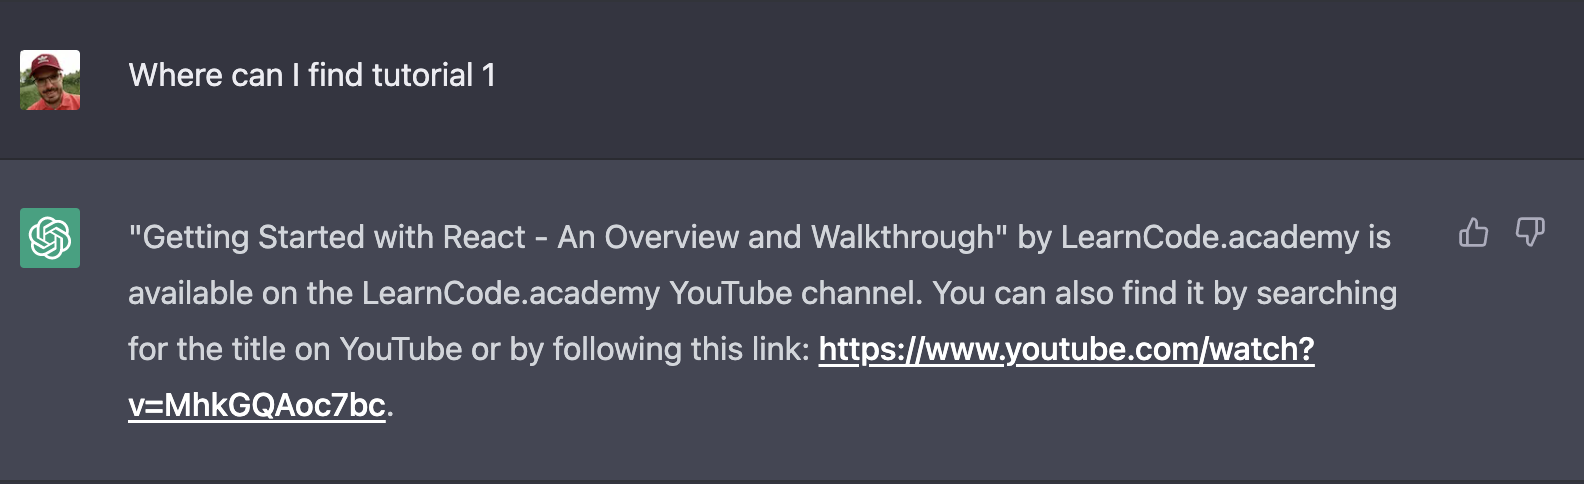 Where can I find tutorial 1
"Getting Started with React - An Overview and Walkthrough" by LearnCode.academy is
available on the LearnCode.academy YouTube channel. You can also find it by searching
for the title on YouTube or by following this link: https://www.youtube.com/watch?
v=MhkGQAoc7bc.